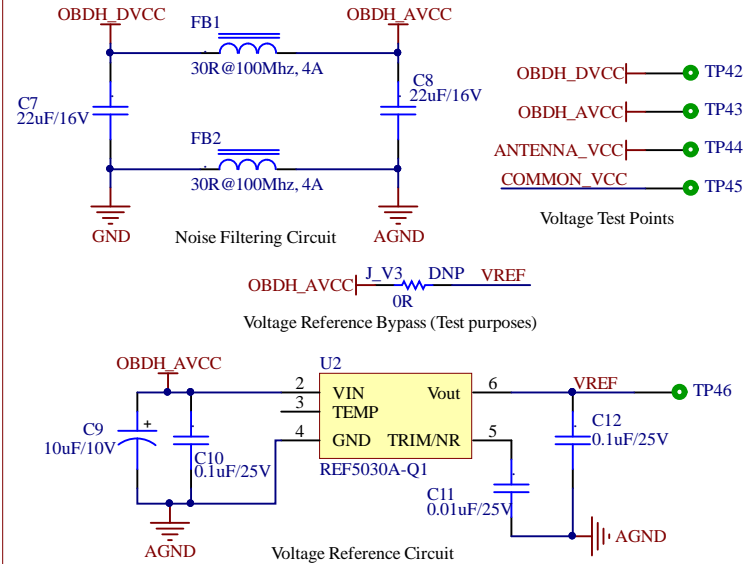 OBDH_DVCC
OBDH_AVCC
FB1
30R@100Mhz, 4A
C7
22uF/16V
C8
22uF/16V
FB2
30R@100Mhz, 4A
GND
AGND
Noise Filtering Circuit
OBDH_DVCC
TP42
OBDH_AVCC
TP43
ANTENNA_VCC
TP44
COMMON_VCC
TP45
Voltage Test Points
OBDH_AVCC
J_V3
DNP
VREF
0R
Voltage Reference Bypass (Test purposes)
OBDH_AVCC
U2
2
VIN
Vout
6
VREF
TP46
3
TEMP
4
GND
TRIM/NR
5
REF5030A-Q1
C9
10uF/10V
+
C10
0.1uF/25V
C12
0.1uF/25V
C11
0.01uF/25V
AGND
AGND
Voltage Reference Circuit